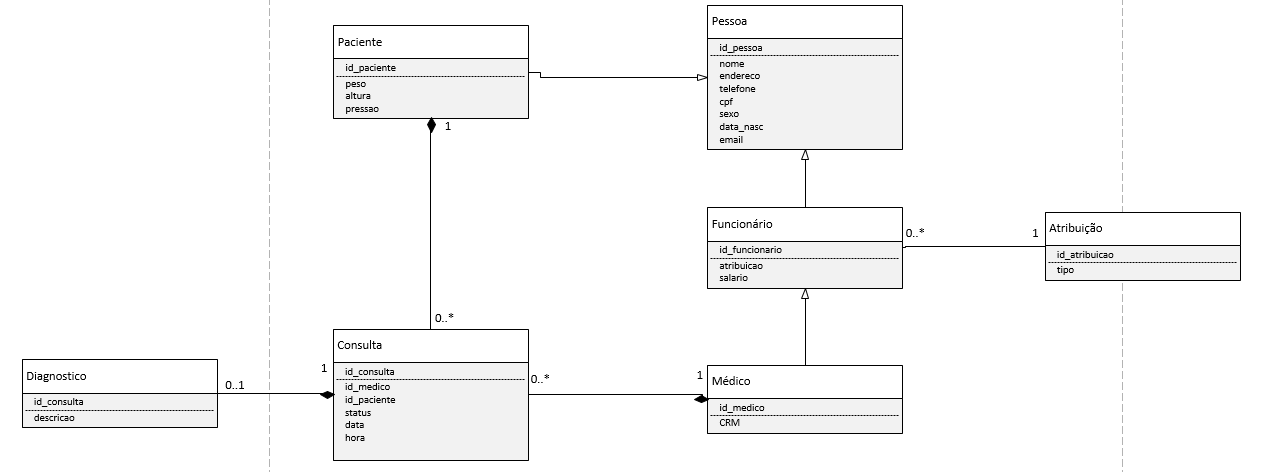 Paciente
id_paciente
peso
altura
pressao
1
Pessoa
id_pessoa
nome
endereco
telefone
cpf
sexo
data_nasc
email
Funcionário
id_funcionario
atribuicao
salario
0..*
1
Atribuição
id_atribuicao
tipo
0..*
Diagnostico
id_consulta
descricao
0..1
1
Consulta
id_consulta
id_medico
id_paciente
status
data
hora
0..*
1
Médico
id_medico
CRM